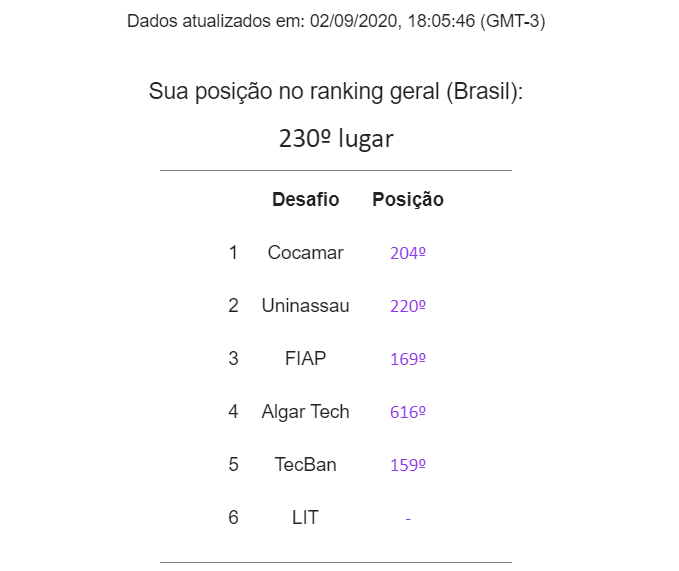 Dados atualizados em: 02/09/2020, 18:05:46 (GMT-3)
Sua posição no ranking geral (Brasil):
230º lugar
Desafio Posição
1 Cocamar 204º
2 Uninassau 220º
3 FIAP 169º
4 Algar Tech 616º
5 TecBan 159º
6 LIT -